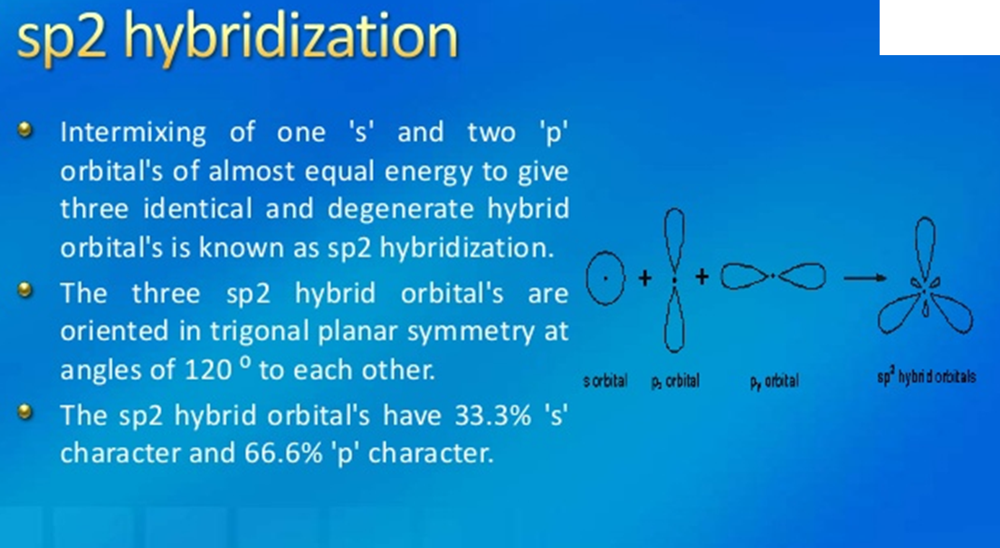 sp2 hybridization
Intermixing of one 's' and two 'p'
orbital's of almost equal energy to give
three identical and degenerate hybrid
orbital's is known as sp2 hybridization.
The three sp2 hybrid orbital's are
oriented in trigonal planar symmetry at
angles of 120 ⁰ to each other.
The sp2 hybrid orbital's have 33.3% 's'
character and 66.6% 'p' character.
+ +
s orbital orbital p_y orbital sp² hybrid orbitals